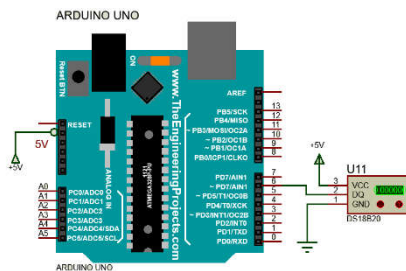 ARDUINO UNO
Reset BTN
ON
www.TheEngineeringProjects.com
RESET
5V
+5V
ANALOG IN
ATMEGA328P
A0
A1
A2
A3
A4
A5
PC0/ADC0
PC1/ADC1
PC2/ADC2
PC3/ADC3
PC4/ADC4/SDA
PC5/ADC5/SCL
AREF
13
PB5/SCK
12
PB4/MISO
11
~ PB3/MOSI/OC2A
10
~ PB2/OC1B
9
~ PB1/OC1A
8
PB0/ICP1/CLKO
7
PD7/AIN1
6
~ PD7/AIN1
5
~ PD5/T1/OC0B
4
PD4/T0/XCK
3
~ PD3/INT1/OC2B
2
PD2/INT0
1
PD1/TXD
0
PD0/RXD
+5V
U11
3
VCC
2
DQ
1
GND
DS18B20
ARDUINO UNO